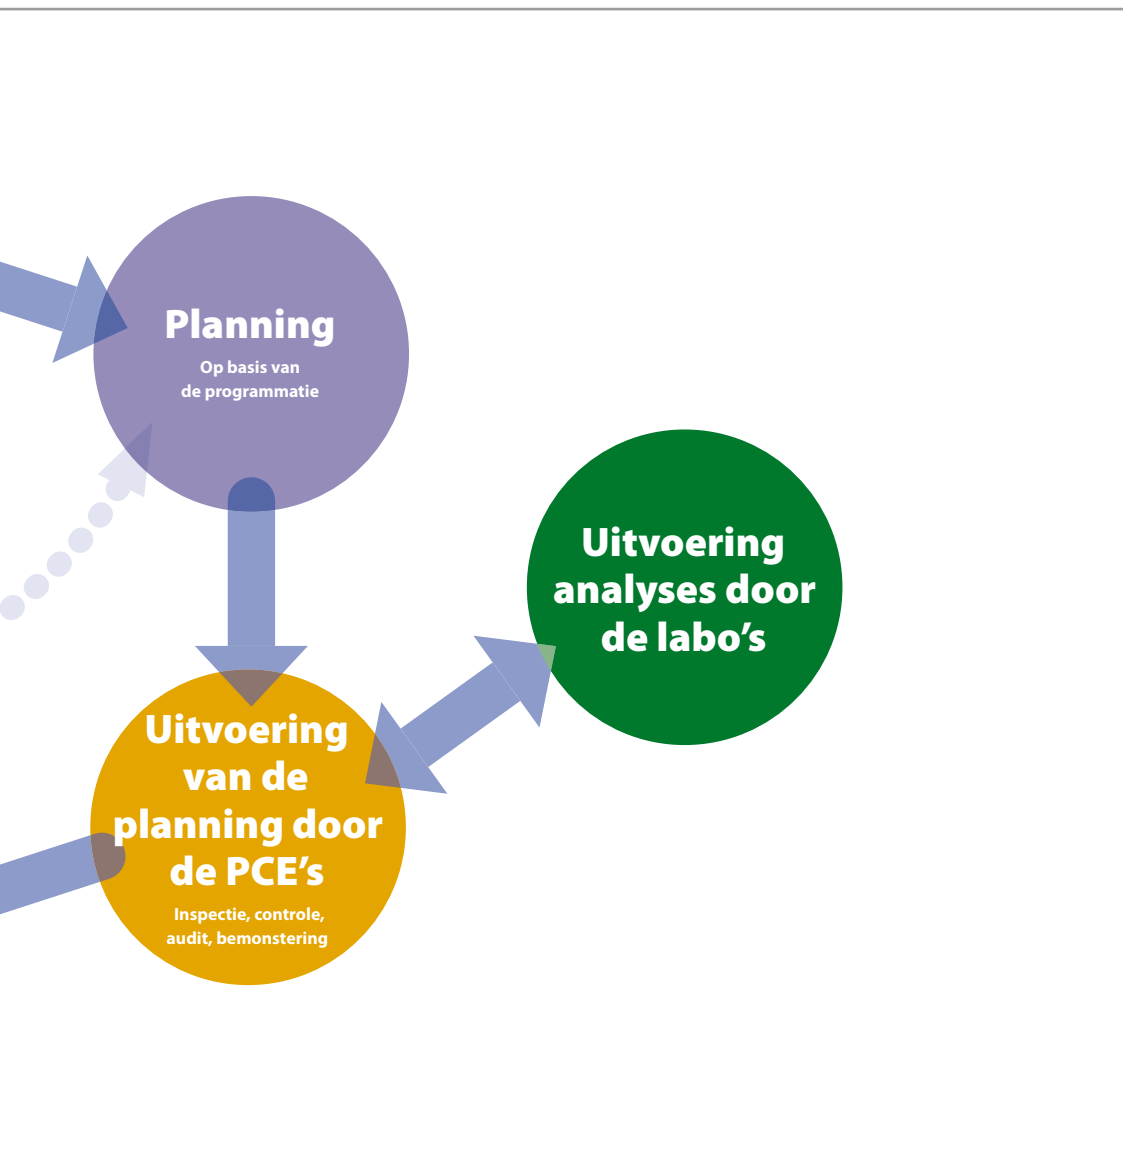 Planning
Op basis van
de programmatie
Uitvoering
analyses door
de labo’s
Uitvoering
van de
planning door
de PCE’s
Inspectie, controle,
audit, bemonstering